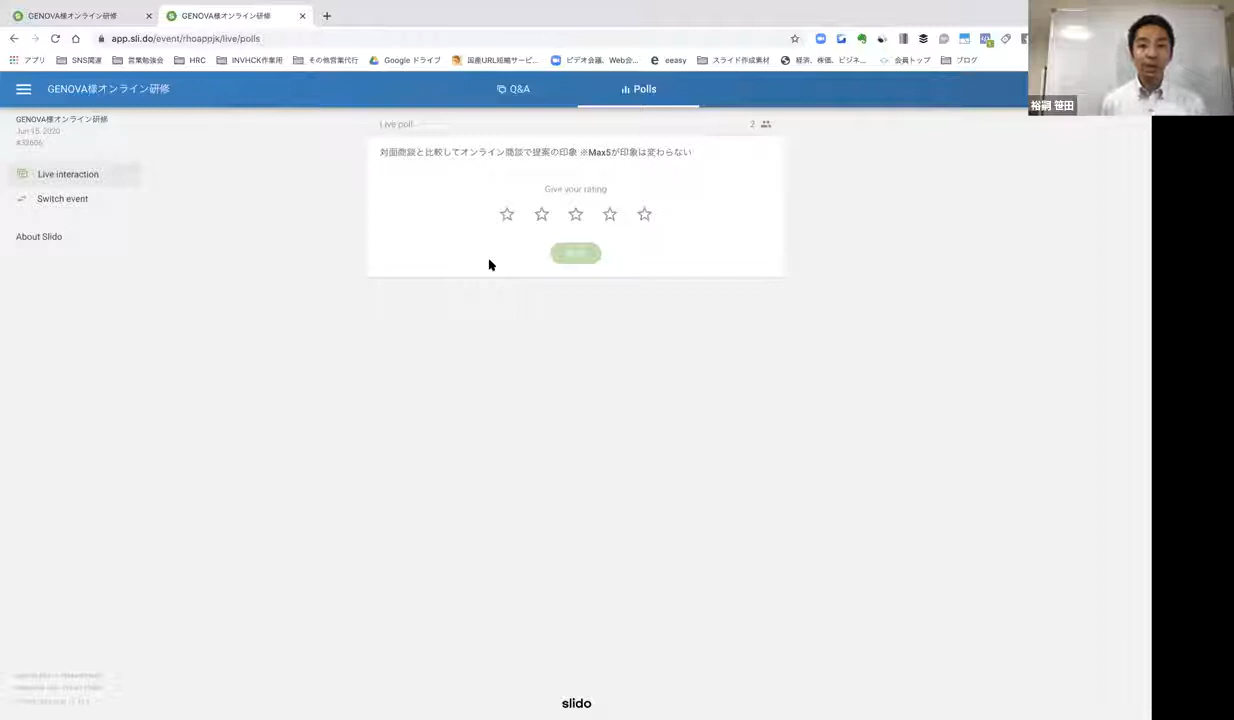 GENOVA様オンライン研修
GENOVA様オンライン研修
app.sli.do/event/rhoappjk/live/polls
アプリ SNS関連 営業勉強会 HRC INVHCK作業用 その他営業代行 Google ドライブ 国産URL短縮サービ... ビデオ会議、Web会... eeasy スライド作成素材 経済、株価、ビジネ... 会員トップ ブログ
GENOVA様オンライン研修
Q&A
Polls
裕嗣 笹田
GENOVA様オンライン研修
Jun 15, 2020
#32606
Live interaction
Switch event
About Slido
Live poll
2
対面商談と比較してオンライン商談で提案の印象 ※Max5が印象は変わらない
Give your rating
slido